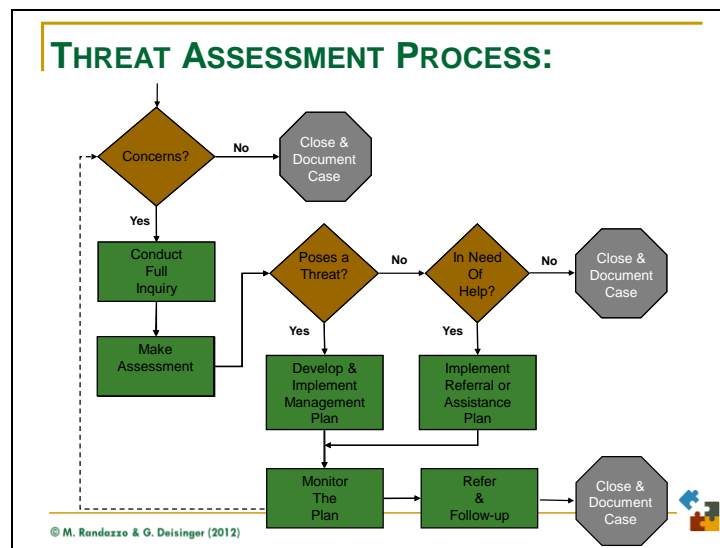 THREAT ASSESSMENT PROCESS:
Concerns?
No
Close &
Document
Case
Yes
Conduct
Full
Inquiry
Make
Assessment
Poses a
Threat?
No
In Need
Of
Help?
No
Close &
Document
Case
Yes
Yes
Develop &
Implement
Management
Plan
Implement
Referral or
Assistance
Plan
Monitor
The
Plan
Refer
&
Follow-up
Close &
Document
Case
© M. Randazzo & G. Deisinger (2012)